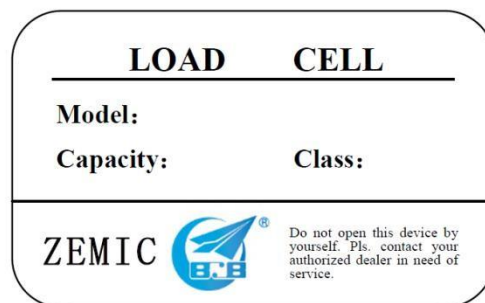 LOAD CELL
Model:
Capacity: Class:
ZEMIC
BJB
®
Do not open this device by
yourself. Pls. contact your
authorized dealer in need of
service.